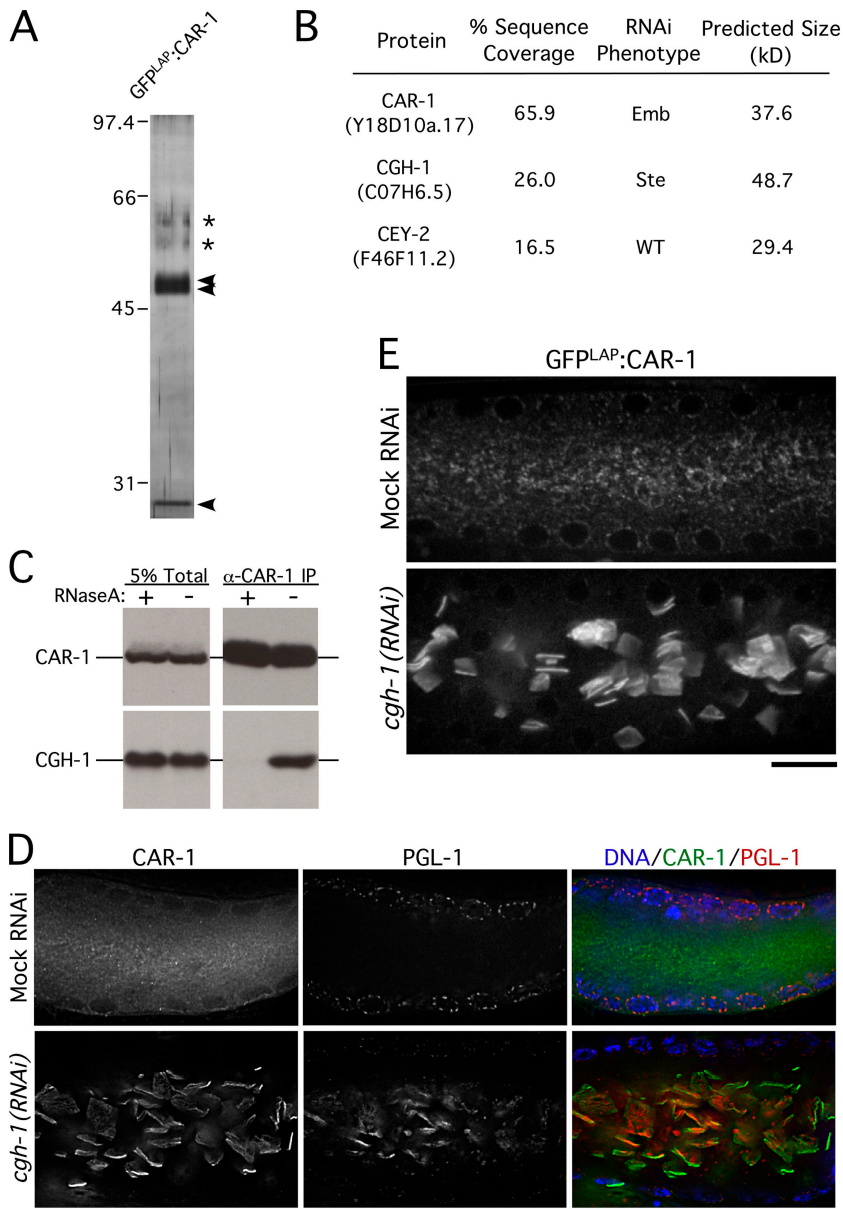 A
GFPLAP:CAR-1
97.4
66
*
*
45
31
B
Protein % Sequence Coverage RNAi Phenotype Predicted Size (kD)
CAR-1 (Y18D10a.17) 65.9 Emb 37.6
CGH-1 (C07H6.5) 26.0 Ste 48.7
CEY-2 (F46F11.2) 16.5 WT 29.4
C
5% Total α-CAR-1 IP
RNaseA: + - + -
CAR-1
CGH-1
E
GFPLAP:CAR-1
Mock RNAi
cgh-1(RNAi)
D
CAR-1 PGL-1 DNA/CAR-1/PGL-1
Mock RNAi
cgh-1(RNAi)